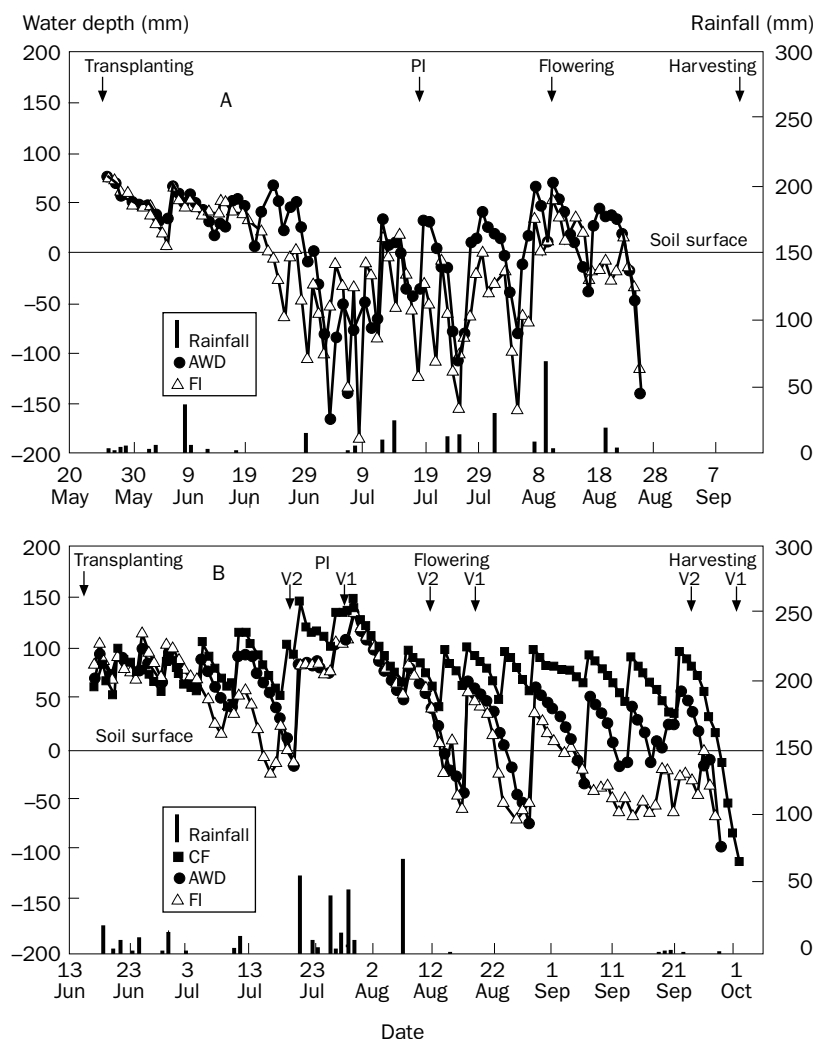 Water depth (mm) Rainfall (mm)
200 300
Transplanting PI Flowering Harvesting
A
150 250
100 200
50
0 150
Soil surface
–50
–100 100
–150 50
–200 0
Rainfall
AWD
FI
20 30 9 19 29 9 19 29 8 18 28 7
May May Jun Jun Jun Jul Jul Jul Aug Aug Aug Sep
200 300
Transplanting PI Flowering Harvesting
B V2 V1 V2 V1 V2 V1
150 250
100 200
50
Soil surface
0 150
–50
–100 100
–150 50
–200 0
Rainfall
CF
AWD
FI
13 23 3 13 23 2 12 22 1 11 21 1
Jun Jun Jul Jul Jul Aug Aug Aug Sep Sep Sep Oct
Date